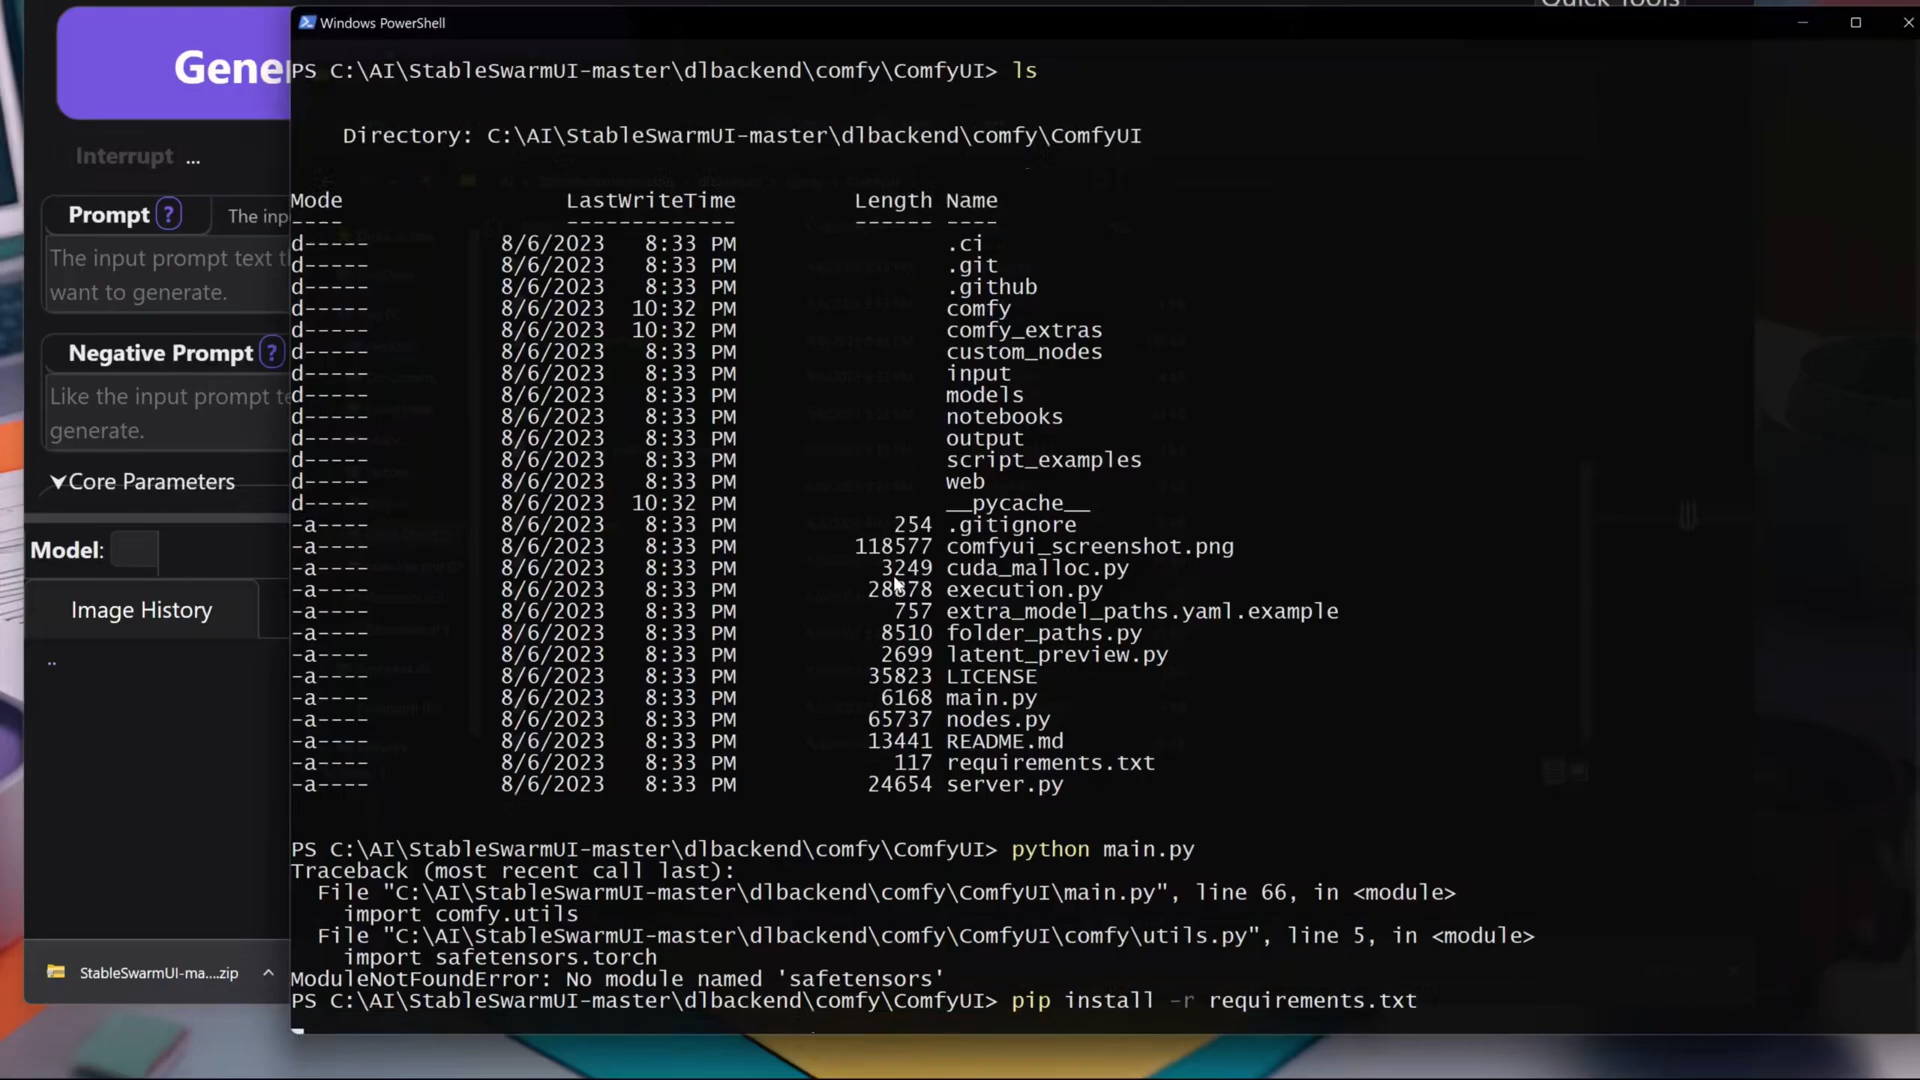 Quick Tools
Windows PowerShell
Gene
Interrupt ...
Prompt ? The inp
The input prompt text t
want to generate.
Negative Prompt ?
Like the input prompt te
generate.
Core Parameters
Model:
Image History
..
StableSwarmUI-ma....zip
PS C:\AI\StableSwarmUI-master\dlbackend\comfy\ComfyUI> ls
Directory: C:\AI\StableSwarmUI-master\dlbackend\comfy\ComfyUI
Mode LastWriteTime Length Name
---- ------------- ------ ----
d----- 8/6/2023 8:33 PM .ci
d----- 8/6/2023 8:33 PM .git
d----- 8/6/2023 8:33 PM .github
d----- 8/6/2023 10:32 PM comfy
d----- 8/6/2023 10:32 PM comfy_extras
d----- 8/6/2023 8:33 PM custom_nodes
d----- 8/6/2023 8:33 PM input
d----- 8/6/2023 8:33 PM models
d----- 8/6/2023 8:33 PM notebooks
d----- 8/6/2023 8:33 PM output
d----- 8/6/2023 8:33 PM script_examples
d----- 8/6/2023 8:33 PM web
d----- 8/6/2023 10:32 PM __pycache__
-a---- 8/6/2023 8:33 PM 254 .gitignore
-a---- 8/6/2023 8:33 PM 118577 comfyui_screenshot.png
-a---- 8/6/2023 8:33 PM 3249 cuda_malloc.py
-a---- 8/6/2023 8:33 PM 28878 execution.py
-a---- 8/6/2023 8:33 PM 757 extra_model_paths.yaml.example
-a---- 8/6/2023 8:33 PM 8510 folder_paths.py
-a---- 8/6/2023 8:33 PM 2699 latent_preview.py
-a---- 8/6/2023 8:33 PM 35823 LICENSE
-a---- 8/6/2023 8:33 PM 6168 main.py
-a---- 8/6/2023 8:33 PM 65737 nodes.py
-a---- 8/6/2023 8:33 PM 13441 README.md
-a---- 8/6/2023 8:33 PM 117 requirements.txt
-a---- 8/6/2023 8:33 PM 24654 server.py
PS C:\AI\StableSwarmUI-master\dlbackend\comfy\ComfyUI> python main.py
Traceback (most recent call last):
File "C:\AI\StableSwarmUI-master\dlbackend\comfy\ComfyUI\main.py", line 66, in <module>
import comfy.utils
File "C:\AI\StableSwarmUI-master\dlbackend\comfy\ComfyUI\comfy\utils.py", line 5, in <module>
import safetensors.torch
ModuleNotFoundError: No module named 'safetensors'
PS C:\AI\StableSwarmUI-master\dlbackend\comfy\ComfyUI> pip install -r requirements.txt